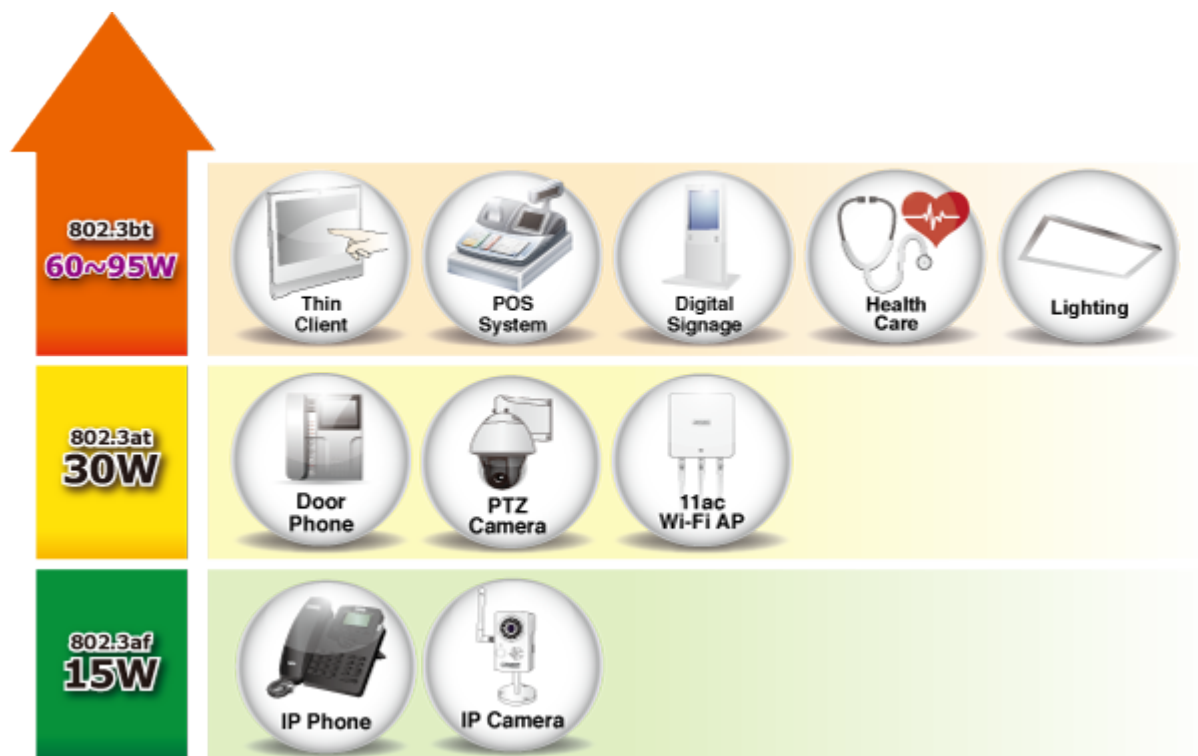 802.3bt
60~95W
Thin
Client
POS
System
Digital
Signage
Health
Care
Lighting
802.3at
30W
Door
Phone
PTZ
Camera
11ac
Wi-Fi AP
802.3af
15W
IP Phone
IP Camera